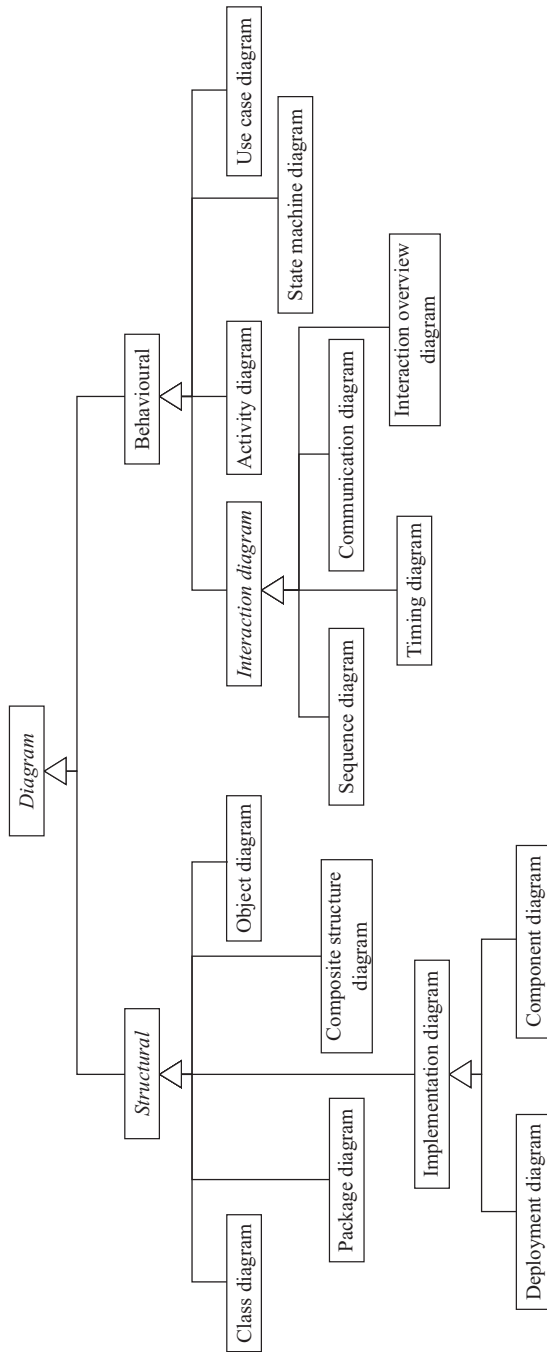 Diagram
Structural
Behavioural
Class diagram
Object diagram
Interaction diagram
Activity diagram
Use case diagram
Package diagram
Composite structure
diagram
Sequence diagram
Communication diagram
State machine diagram
Implementation diagram
Timing diagram
Interaction overview
diagram
Deployment diagram
Component diagram